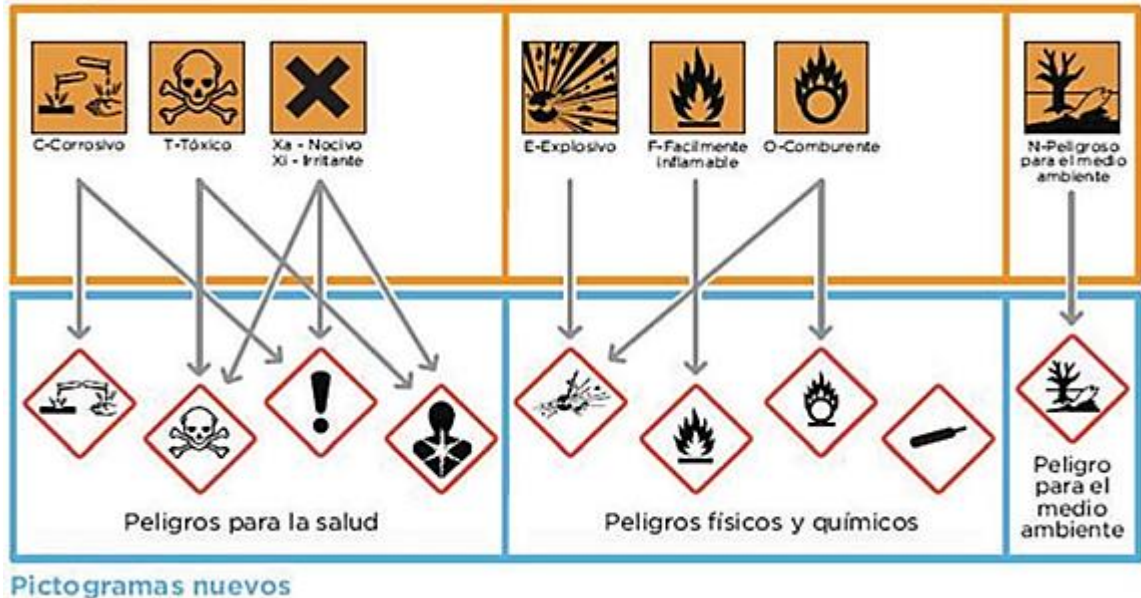 C-Corrosivo
T-Tóxico
Xa - Nocivo
Xi - Irritante
E-Explosivo
F-Facilmente
inflamable
O-Comburente
N-Peligroso
para el medio
ambiente
Peligros para la salud
Peligros físicos y químicos
Peligro
para el
medio
ambiente
Pictogramas nuevos